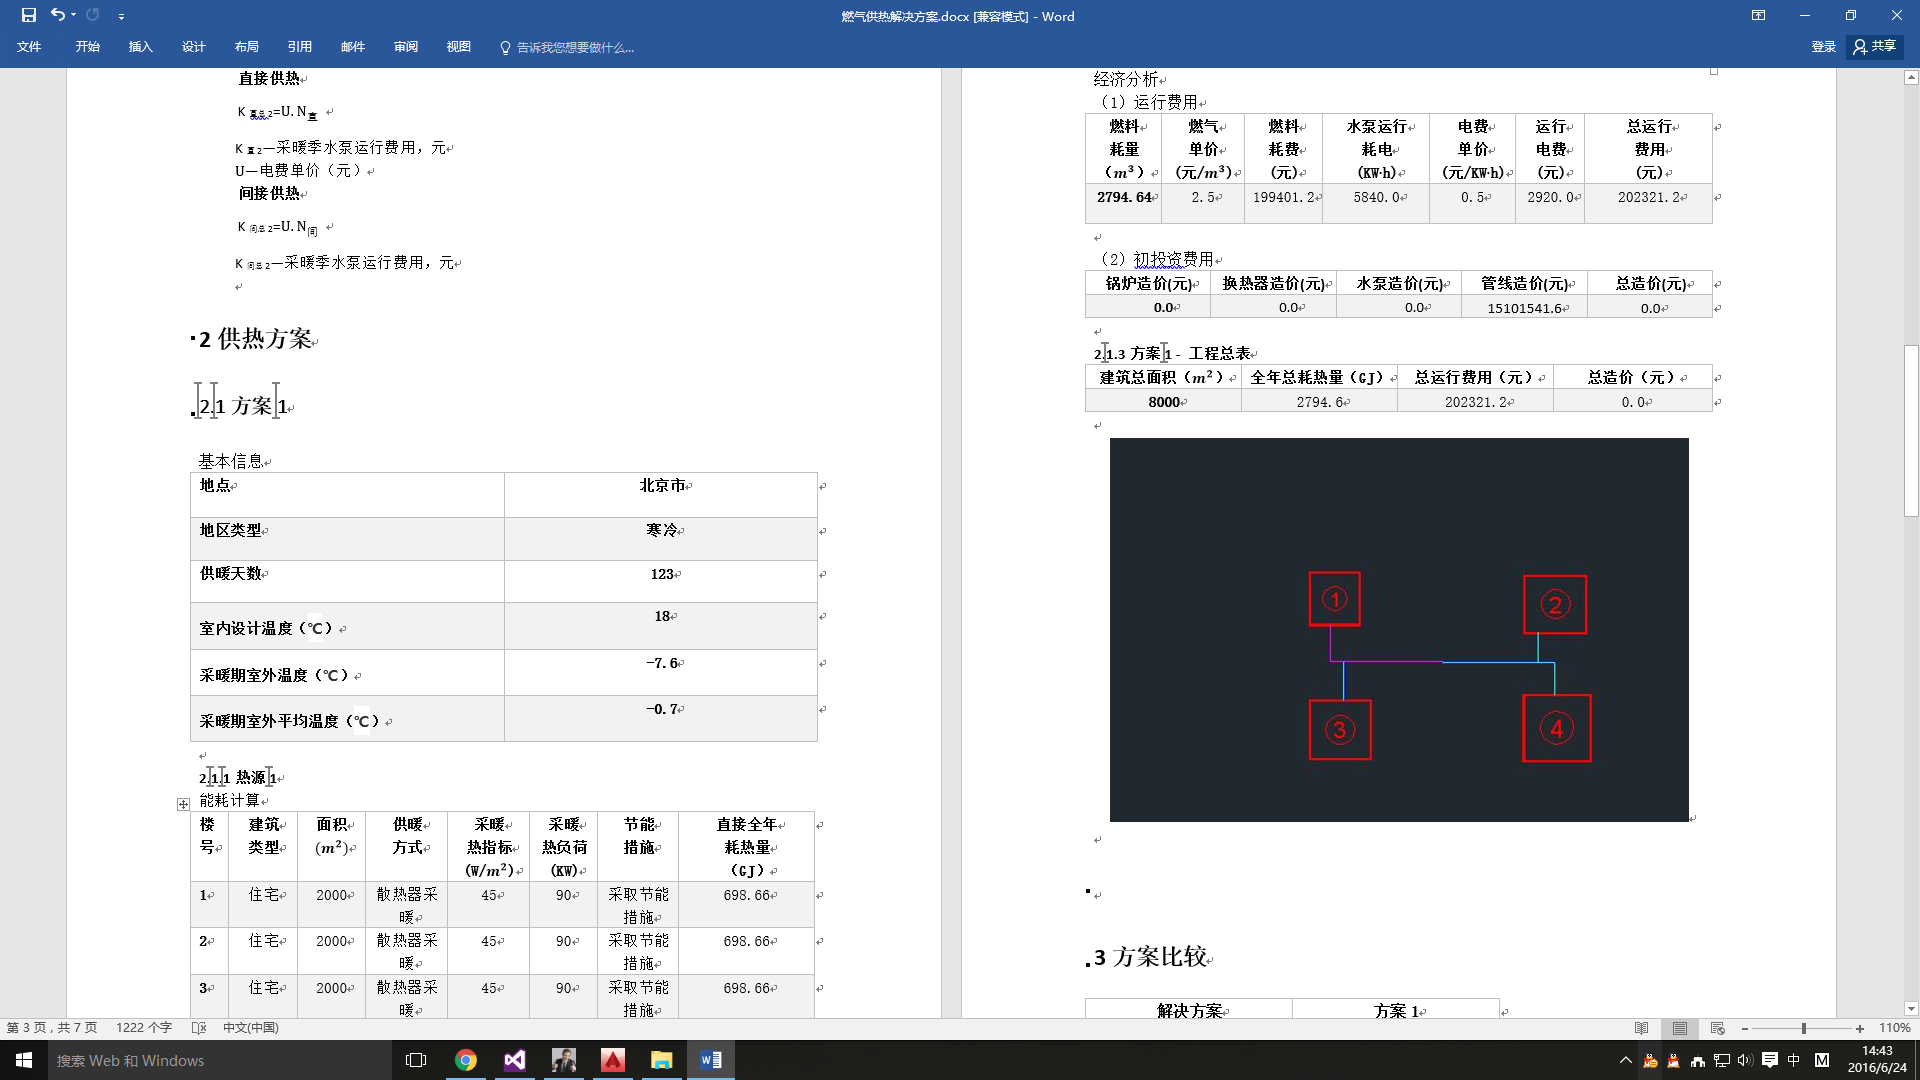 燃气供热解决方案.docx [兼容模式] - Word
文件 开始 插入 设计 布局 引用 邮件 审阅 视图 告诉我您想要做什么... 登录 共享
直接供热
K 直总 2=U. N直
K 直 2—采暖季水泵运行费用，元
U—电费单价（元）
间接供热
K 间总 2=U. N间
K 间总 2—采暖季水泵运行费用，元
2 供热方案
2.1 方案 1
基本信息
地点 北京市
地区类型 寒冷
供暖天数 123
室内设计温度（℃） 18
采暖期室外温度（℃） -7.6
采暖期室外平均温度（℃） -0.7
2.1.1 热源 1
能耗计算
楼 建筑 面积 供暖 采暖 采暖 节能 直接全年
号 类型 (m²) 方式 热指标 热负荷 措施 耗热量
(W/m²) (KW) （GJ）
1 住宅 2000 散热器采 45 90 采取节能 698.66
暖 措施
2 住宅 2000 散热器采 45 90 采取节能 698.66
暖 措施
3 住宅 2000 散热器采 45 90 采取节能 698.66
暖 措施
经济分析
（1）运行费用
燃料 燃气 燃料 水泵运行 电费 运行 总运行
耗量 单价 耗费 耗电 单价 电费 费用
（m³） (元/m³) (元) (KW·h) (元/KW·h) (元) (元)
2794.64 2.5 199401.2 5840.0 0.5 2920.0 202321.2
（2）初投资费用
锅炉造价(元) 换热器造价(元) 水泵造价(元) 管线造价(元) 总造价(元)
0.0 0.0 0.0 15101541.6 0.0
2.1.3 方案 1 - 工程总表
建筑总面积（m²） 全年总耗热量（GJ） 总运行费用（元） 总造价（元）
8000 2794.6 202321.2 0.0
① ②
③ ④
3 方案比较
解决方案 方案 1
第 3 页，共 7 页 1222 个字 中文(中国) 110%
搜索 Web 和 Windows
中 M
14:43
2016/6/24